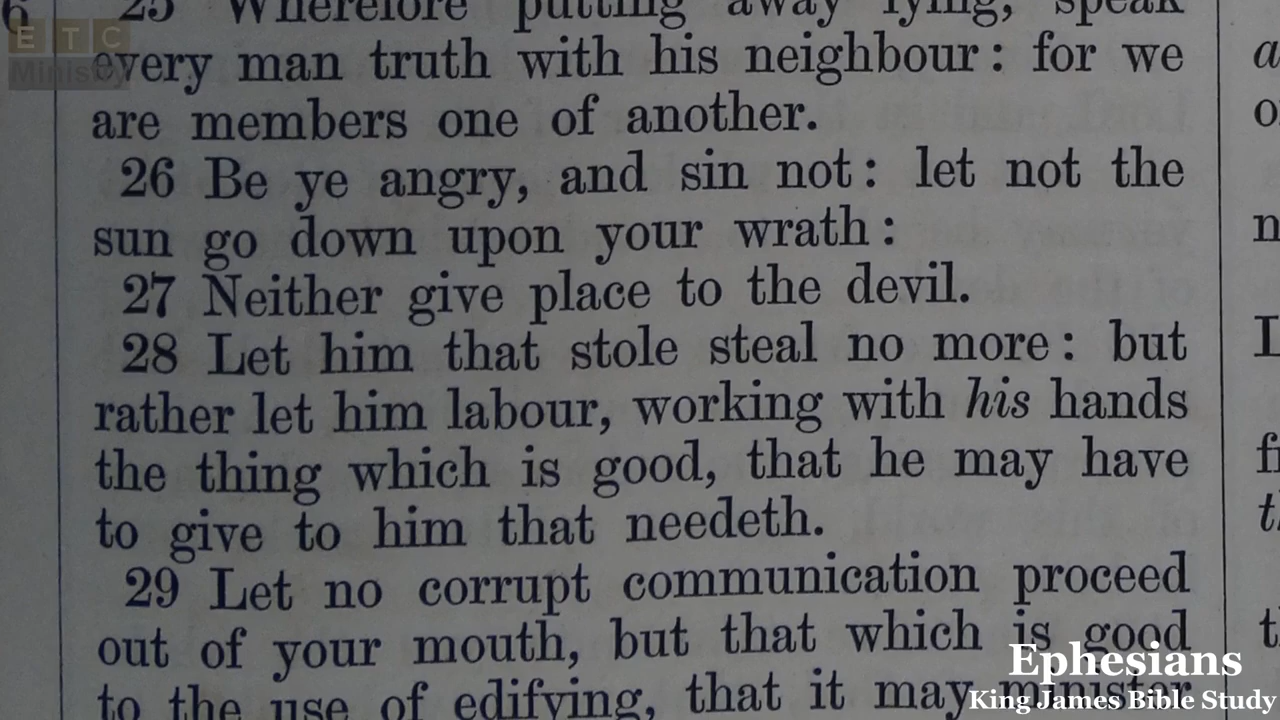 25 Wherefore putting away lying, speak
every man truth with his neighbour: for we
are members one of another.
26 Be ye angry, and sin not: let not the
sun go down upon your wrath:
27 Neither give place to the devil.
28 Let him that stole steal no more: but
rather let him labour, working with his hands
the thing which is good, that he may have
to give to him that needeth.
29 Let no corrupt communication proceed
out of your mouth, but that which is good
to the use of edifying, that it may minister
ETC
Ministry
Ephesians
King James Bible Study